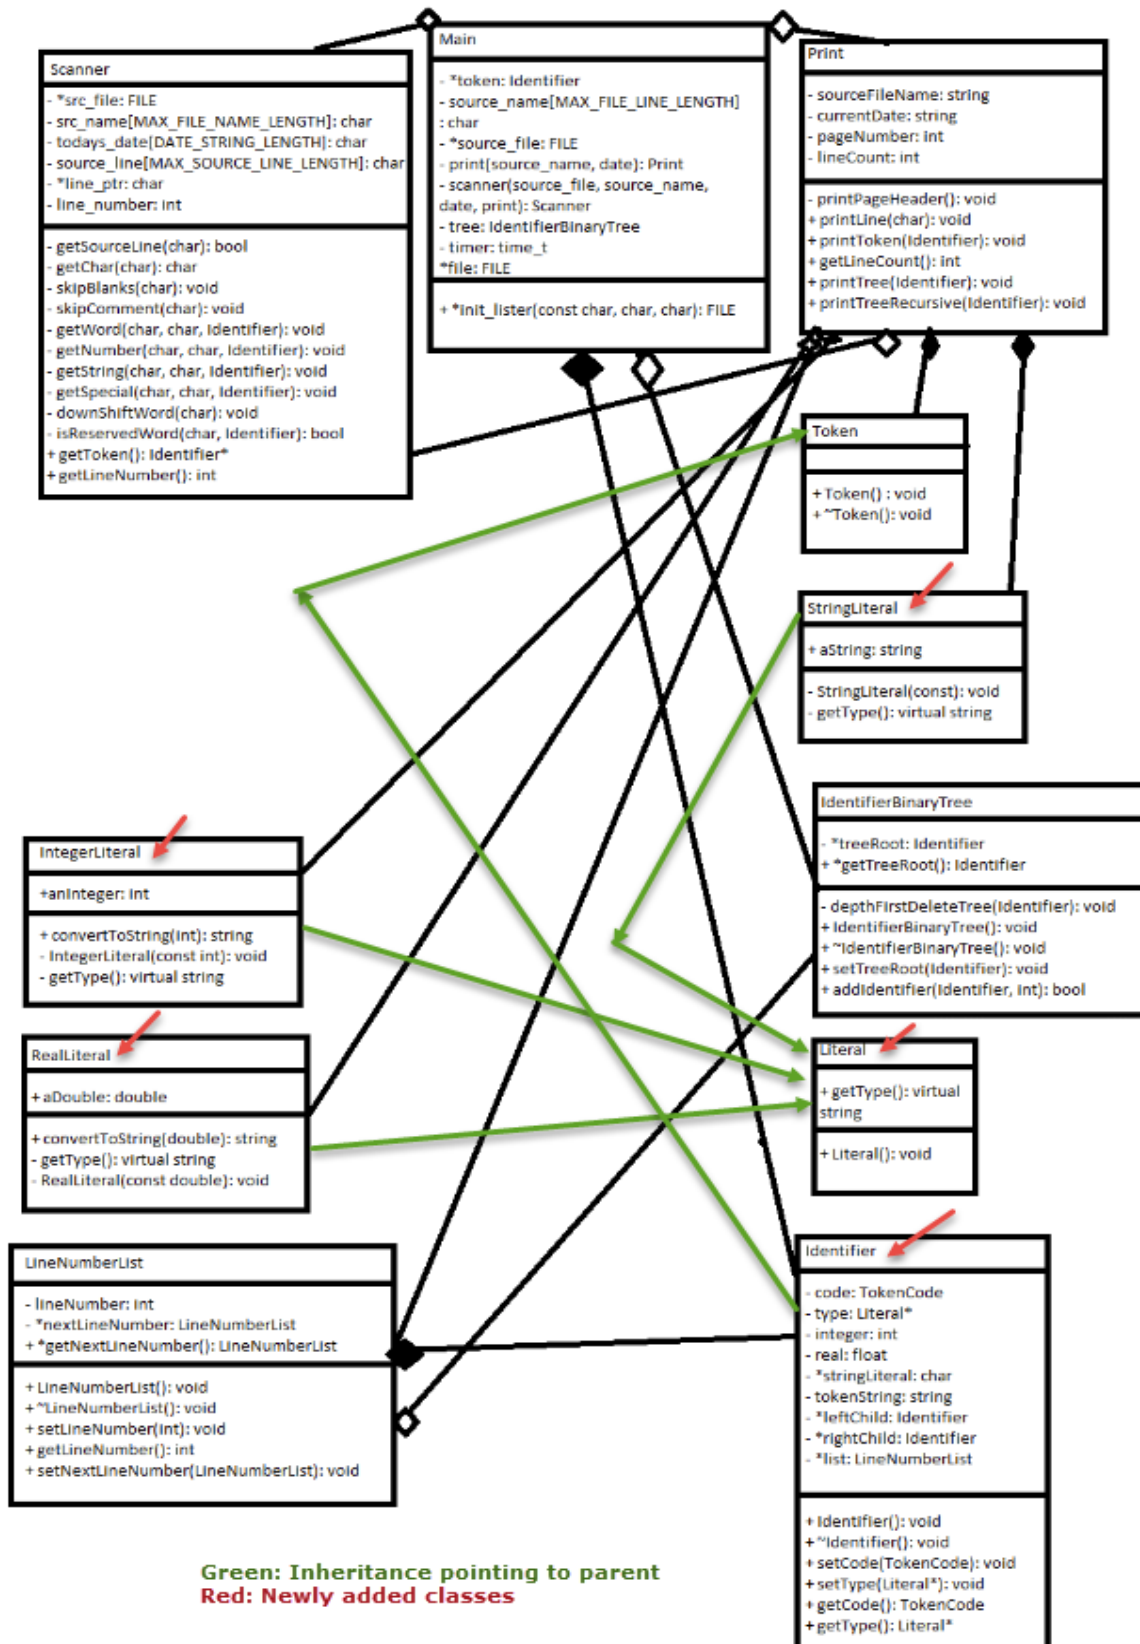 Main
- *token: Identifier
- source_name[MAX_FILE_LINE_LENGTH]
: char
- *source_file: FILE
- print(source_name, date): Print
- scanner(source_file, source_name,
date, print): Scanner
- tree: IdentifierBinaryTree
- timer: time_t
*file: FILE
+ *init_lister(const char, char, char): FILE
Scanner
- *src_file: FILE
- src_name[MAX_FILE_NAME_LENGTH]: char
- todays_date[DATE_STRING_LENGTH]: char
- source_line[MAX_SOURCE_LINE_LENGTH]: char
- *line_ptr: char
- line_number: int
- getSourceLine(char): bool
- getChar(char): char
- skipBlanks(char): void
- skipComment(char): void
- getWord(char, char, Identifier): void
- getNumber(char, char, Identifier): void
- getString(char, char, Identifier): void
- getSpecial(char, char, Identifier): void
- downShiftWord(char): void
- isReservedWord(char, Identifier): bool
+ getToken(): Identifier*
+ getLineNumber(): int
Print
- sourceFileName: string
- currentDate: string
- pageNumber: int
- lineCount: int
- printPageHeader(): void
+ printLine(char): void
+ printToken(Identifier): void
+ getLineCount(): int
+ printTree(Identifier): void
+ printTreeRecursive(Identifier): void
Token
+ Token() : void
+ ~Token(): void
StringLiteral
+ aString: string
- StringLiteral(const): void
- getType(): virtual string
IdentifierBinaryTree
- *treeRoot: Identifier
+ *getTreeRoot(): Identifier
- depthFirstDeleteTree(Identifier): void
+ IdentifierBinaryTree(): void
+ ~IdentifierBinaryTree(): void
+ setTreeRoot(Identifier): void
+ addIdentifier(Identifier, int): bool
IntegerLiteral
+anInteger: int
+ convertToString(int): string
- IntegerLiteral(const int): void
- getType(): virtual string
RealLiteral
+ aDouble: double
+ convertToString(double): string
- getType(): virtual string
- RealLiteral(const double): void
Literal
+ getType(): virtual
string
+ Literal(): void
LineNumberList
- lineNumber: int
- *nextLineNumber: LineNumberList
+ *getNextLineNumber(): LineNumberList
+ LineNumberList(): void
+ ~LineNumberList(): void
+ setLineNumber(int): void
+ getLineNumber(): int
+ setNextLineNumber(LineNumberList): void
Identifier
- code: TokenCode
- type: Literal*
- integer: int
- real: float
- *stringLiteral: char
- tokenString: string
- *leftChild: Identifier
- *rightChild: Identifier
- *list: LineNumberList
+ Identifier(): void
+ ~Identifier(): void
+ setCode(TokenCode): void
+ setType(Literal*): void
+ getCode(): TokenCode
+ getType(): Literal*
Green: Inheritance pointing to parent
Red: Newly added classes